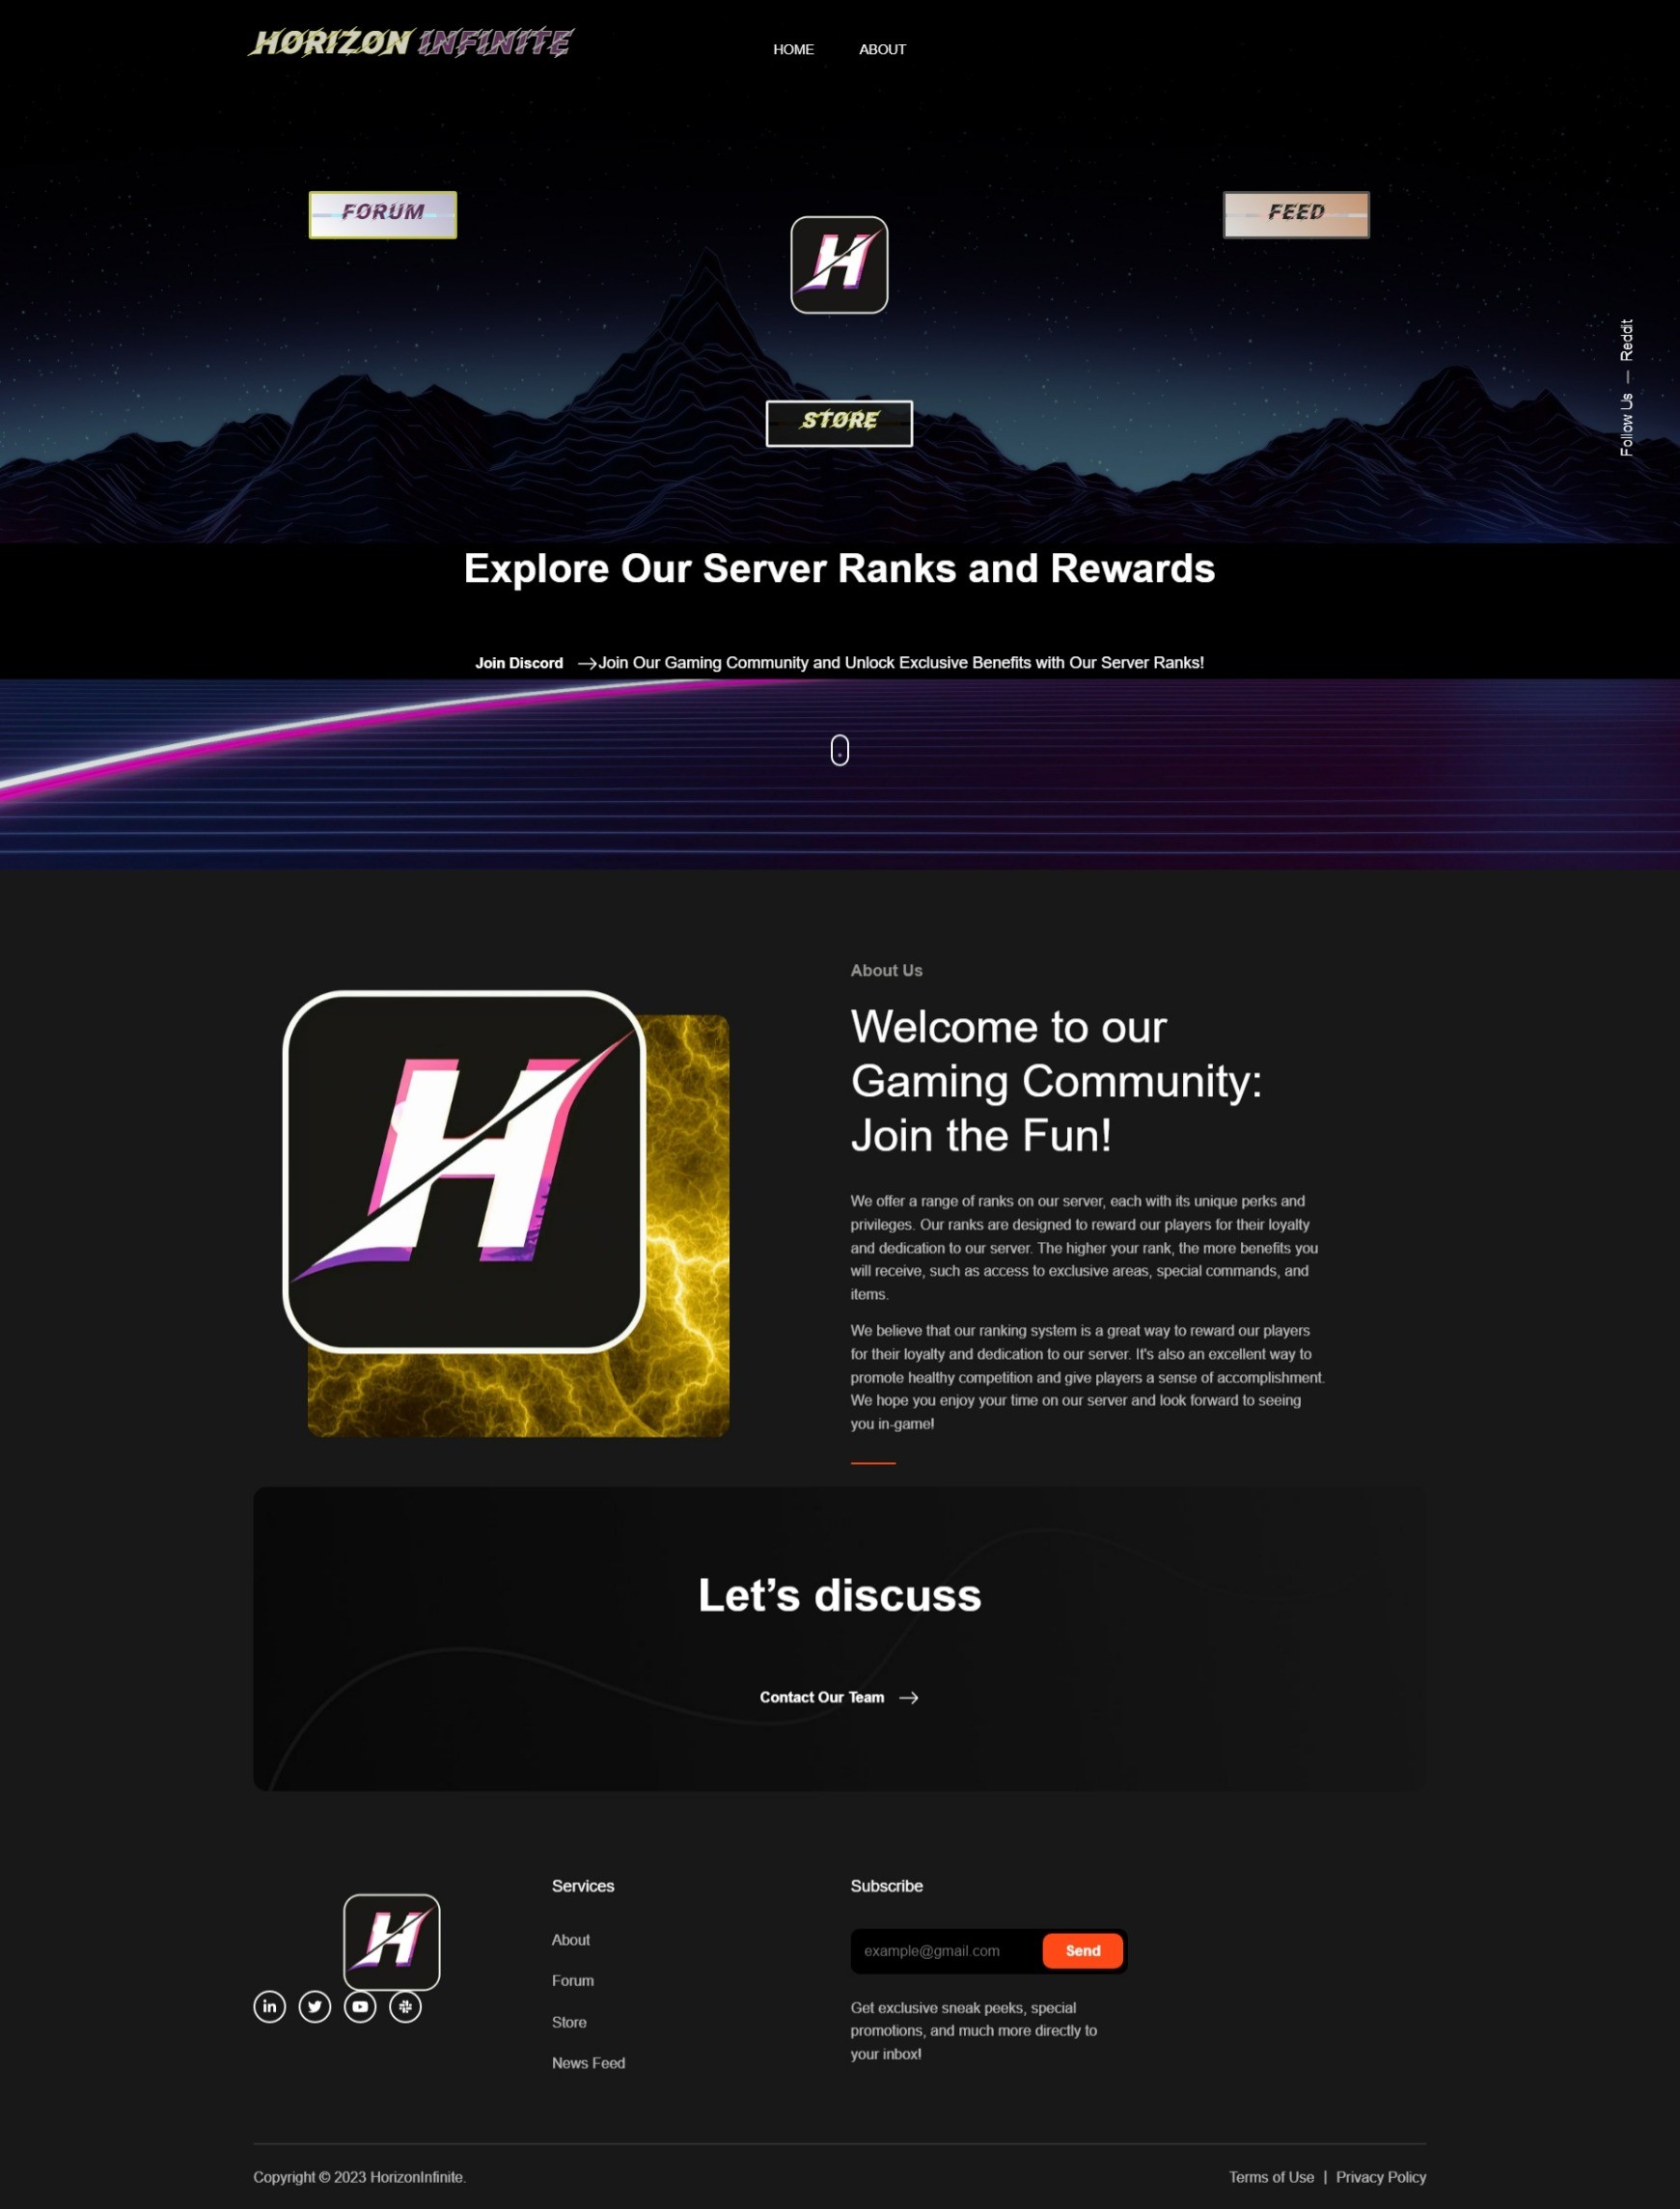 HORIZON INFINITE
HOME ABOUT
FORUM
FEED
H
STORE
Follow Us — Reddit
Explore Our Server Ranks and Rewards
Join Discord → Join Our Gaming Community and Unlock Exclusive Benefits with Our Server Ranks!
About Us
H
Welcome to our
Gaming Community:
Join the Fun!
We offer a range of ranks on our server, each with its unique perks and
privileges. Our ranks are designed to reward our players for their loyalty
and dedication to our server. The higher your rank, the more benefits you
will receive, such as access to exclusive areas, special commands, and
items.
We believe that our ranking system is a great way to reward our players
for their loyalty and dedication to our server. It's also an excellent way to
promote healthy competition and give players a sense of accomplishment.
We hope you enjoy your time on our server and look forward to seeing
you in-game!
Let’s discuss
Contact Our Team →
H
in
Services
About
Forum
Store
News Feed
Subscribe
example@gmail.com Send
Get exclusive sneak peeks, special
promotions, and much more directly to
your inbox!
Copyright © 2023 HorizonInfinite.
Terms of Use | Privacy Policy